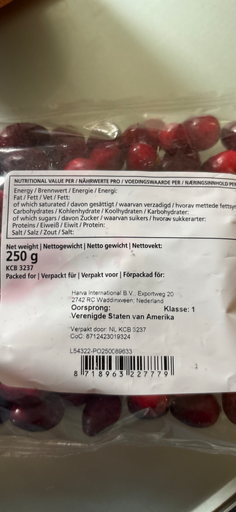 NUTRITIONAL VALUE PER / NÄHRWERTE PRO / VOEDINGSWAARDE PER / NÆRINGSINNHOLD PER
Energy / Brennwert / Energie / Energi:
Fat / Fett / Vet / Fett:
of which saturated / davon gesättigt / waarvan verzadigd / hvorav mettede fettsyr
Carbohydrates / Kohlenhydrate / Koolhydraten / Karbohydrater:
of which sugars / davon Zucker / waarvan suikers / hvorav sukkerarter:
Proteins / Eiweiß / Eiwit / Protein:
Salt / Salz / Zout / Salt:
Net weight | Nettogewicht | Netto gewicht | Nettovekt:
250 g
KCB 3237
Packed for | Verpackt für | Verpakt voor | Förpackad för:
International B.V., Exportweg 20
2742 RC Waddinxveen, Nederland
Oorsprong: Klasse: 1
Verenigde Staten van Amerika
Verpakt door: NL KCB 3237
CoC: 8712423019324
L54322-PO250089633
8 718963 227779